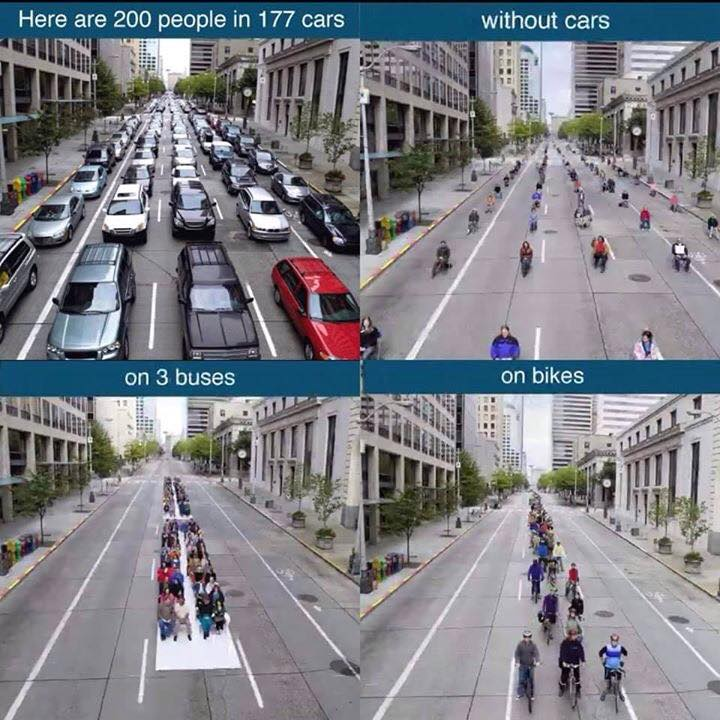 Here are 200 people in 177 cars
without cars
on 3 buses
on bikes